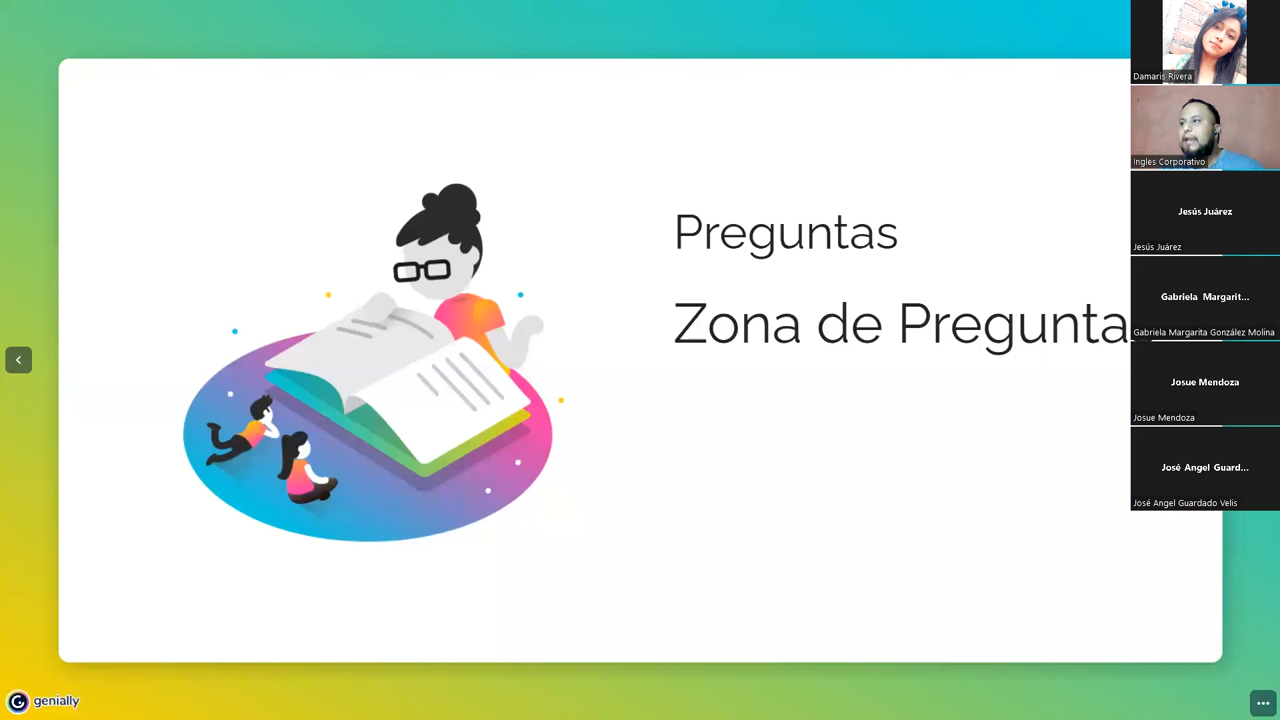 Preguntas
Zona de Pregunta
Damaris Rivera
Ingles Corporativo
Jesús Juárez
Jesús Juárez
Gabriela Margarit...
Gabriela Margarita González Molina
Josue Mendoza
Josue Mendoza
José Angel Guard...
José Angel Guardado Velis
genially